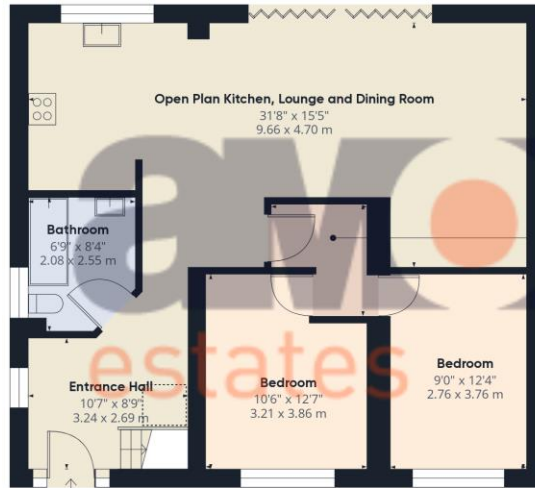 Open Plan Kitchen, Lounge and Dining Room
31'8" x 15'5"
9.66 x 4.70 m
Bathroom
6'9" x 8'4"
2.08 x 2.55 m
Entrance Hall
10'7" x 8'9"
3.24 x 2.69 m
Bedroom
10'6" x 12'7"
3.21 x 3.86 m
Bedroom
9'0" x 12'4"
2.76 x 3.76 m
estates